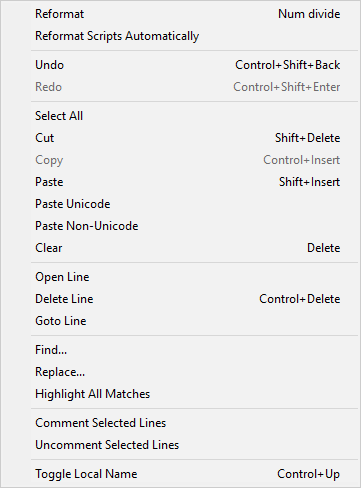 Reformat Num divide
Reformat Scripts Automatically
Undo Control+Shift+Back
Redo Control+Shift+Enter
Select All
Cut Shift+Delete
Copy Control+Insert
Paste Shift+Insert
Paste Unicode
Paste Non-Unicode
Clear Delete
Open Line
Delete Line Control+Delete
Goto Line
Find...
Replace...
Highlight All Matches
Comment Selected Lines
Uncomment Selected Lines
Toggle Local Name Control+Up